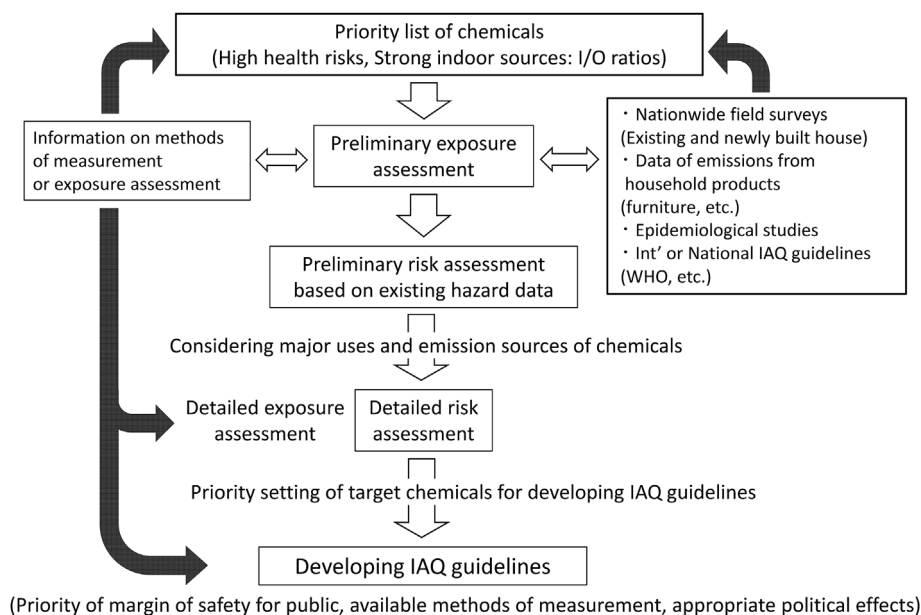 Priority list of chemicals
(High health risks, Strong indoor sources: I/O ratios)
Information on methods
of measurement
or exposure assessment
Preliminary exposure
assessment
・Nationwide field surveys
(Existing and newly built house)
・Data of emissions from
household products
(furniture, etc.)
・Epidemiological studies
・Int’ or National IAQ guidelines
(WHO, etc.)
Preliminary risk assessment
based on existing hazard data
Considering major uses and emission sources of chemicals
Detailed exposure
assessment
Detailed risk
assessment
Priority setting of target chemicals for developing IAQ guidelines
Developing IAQ guidelines
(Priority of margin of safety for public, available methods of measurement, appropriate political effects)